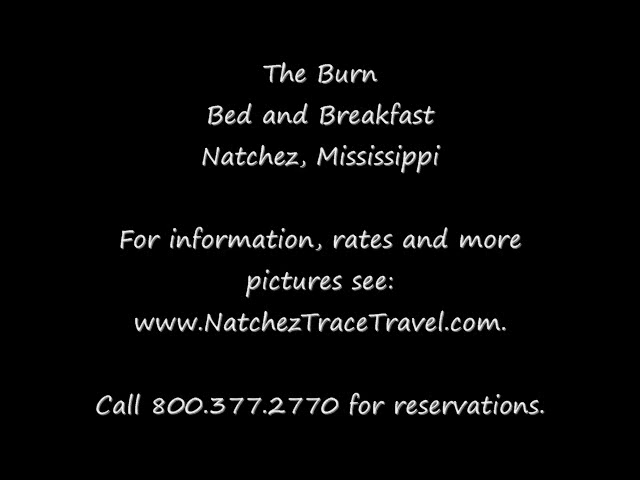 The Burn
Bed and Breakfast
Natchez, Mississippi
For information, rates and more
pictures see:
www.NatchezTraceTravel.com.
Call 800.377.2770 for reservations.